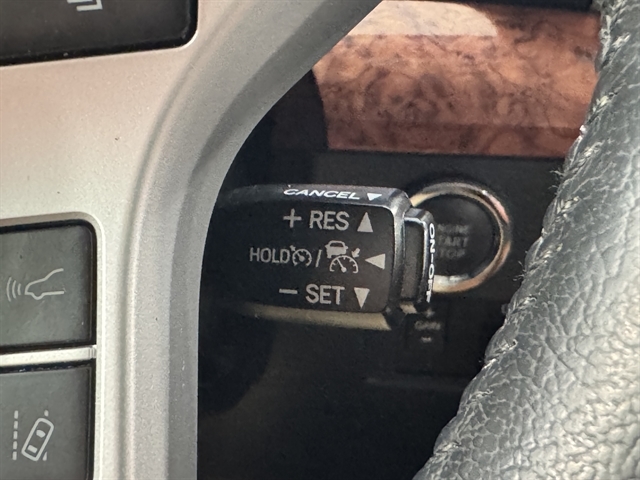 CANCEL ▼
+ RES ▲
HOLD / ◀
− SET ▼
ON-OFF
ENGINE
START
STOP